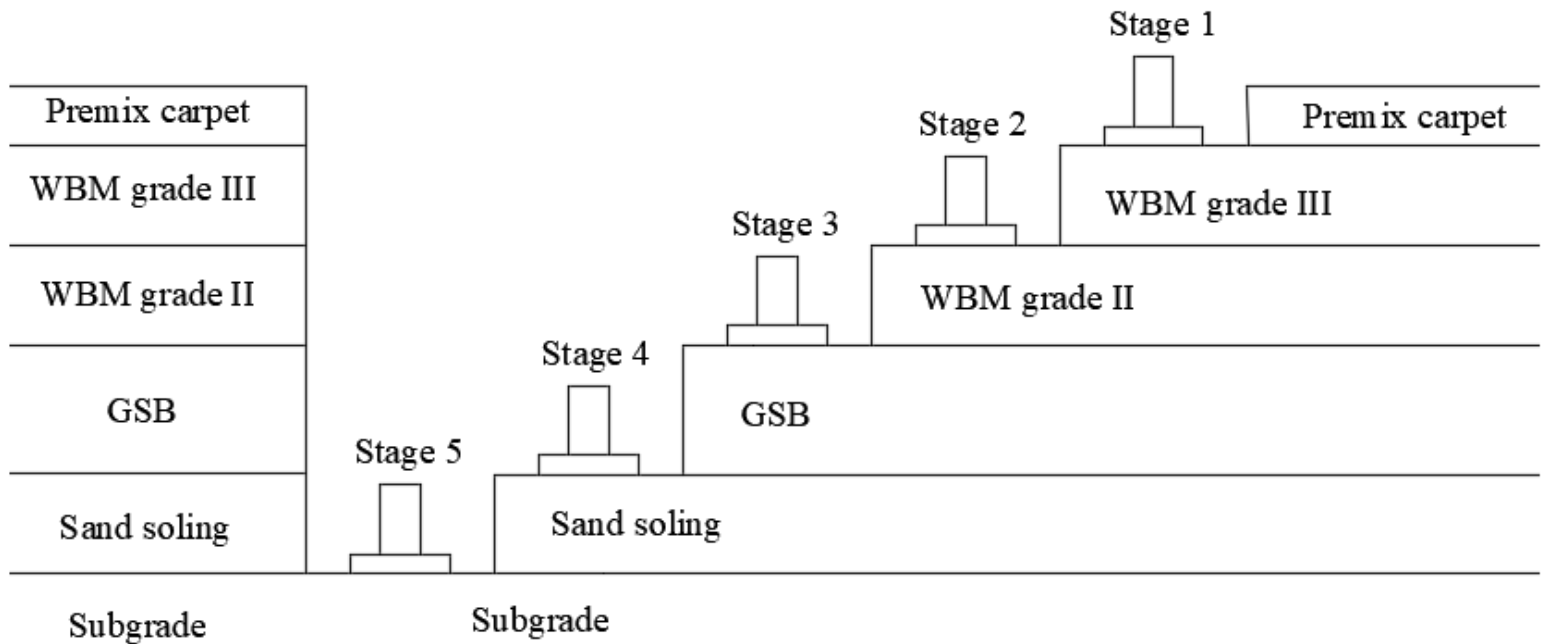 Stage 1
Premix carpet
Premix carpet
Stage 2
WBM grade III
WBM grade III
Stage 3
WBM grade II
WBM grade II
Stage 4
GSB
GSB
Stage 5
Sand soling
Sand soling
Subgrade
Subgrade